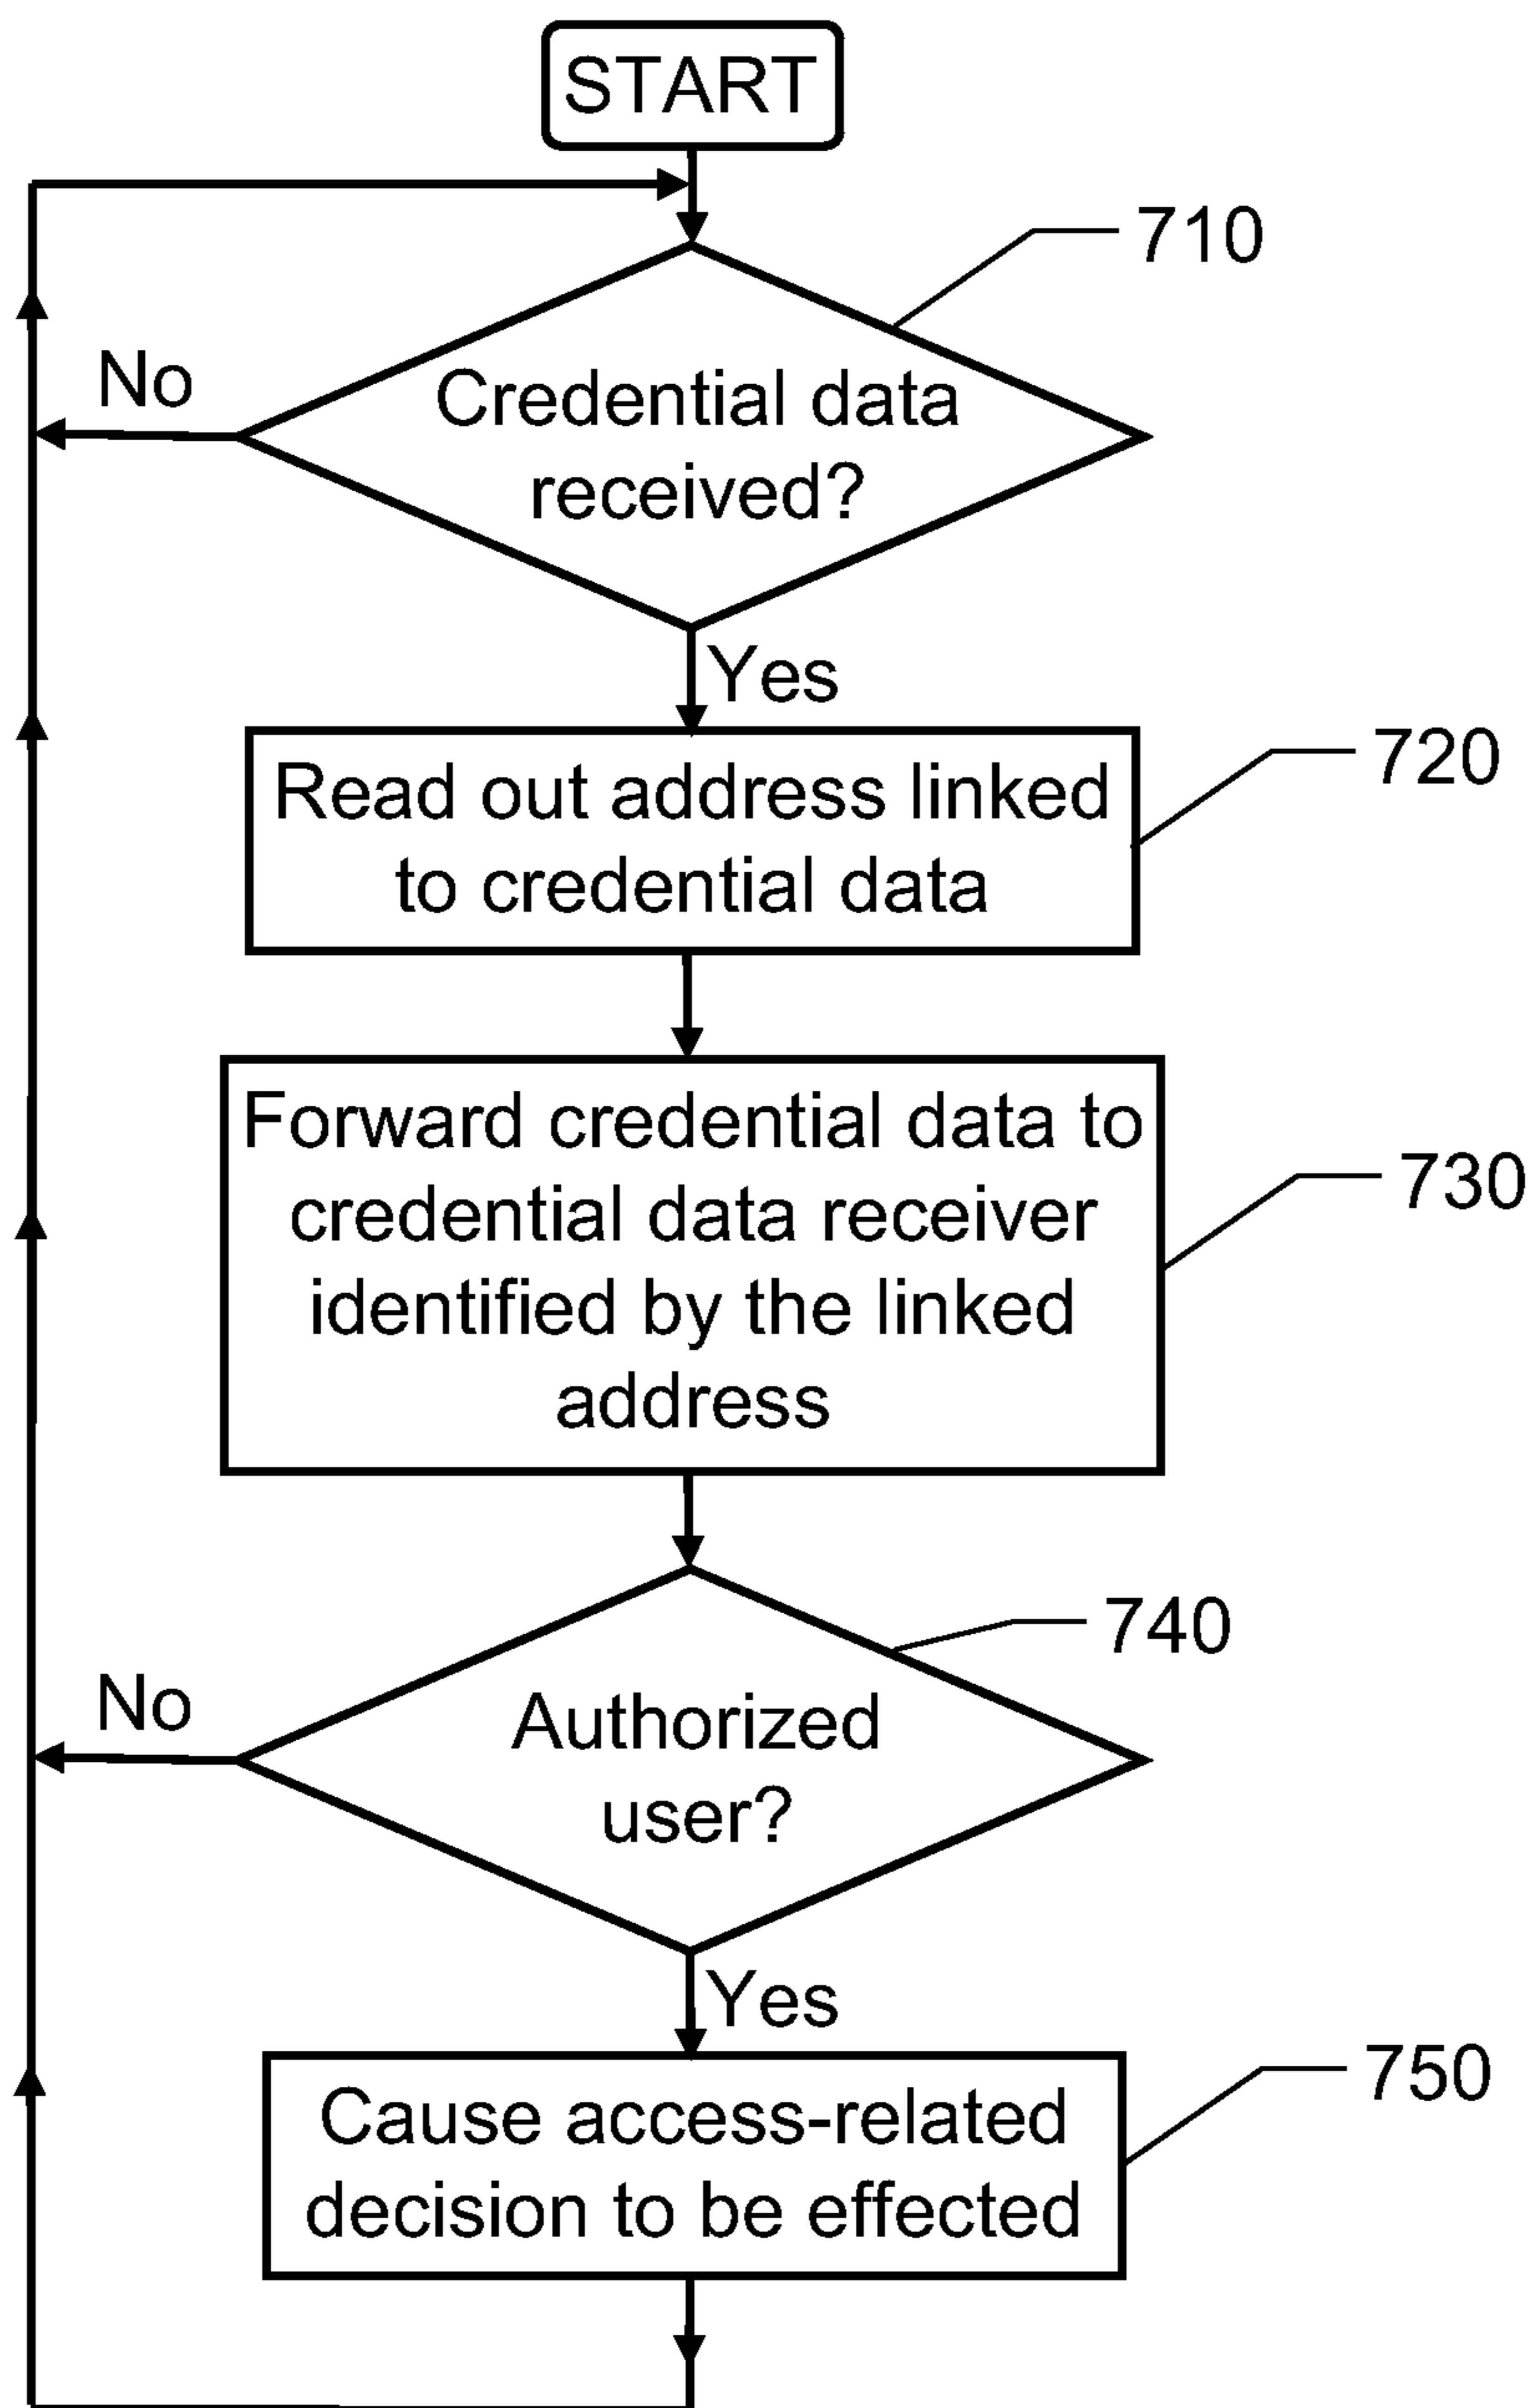 START
710
No
Credential data
received?
Yes
720
Read out address linked
to credential data
Forward credential data to
730
credential data receiver
identified by the linked
address
740
No
Authorized
user?
Yes
750
Cause access-related
decision to be effected